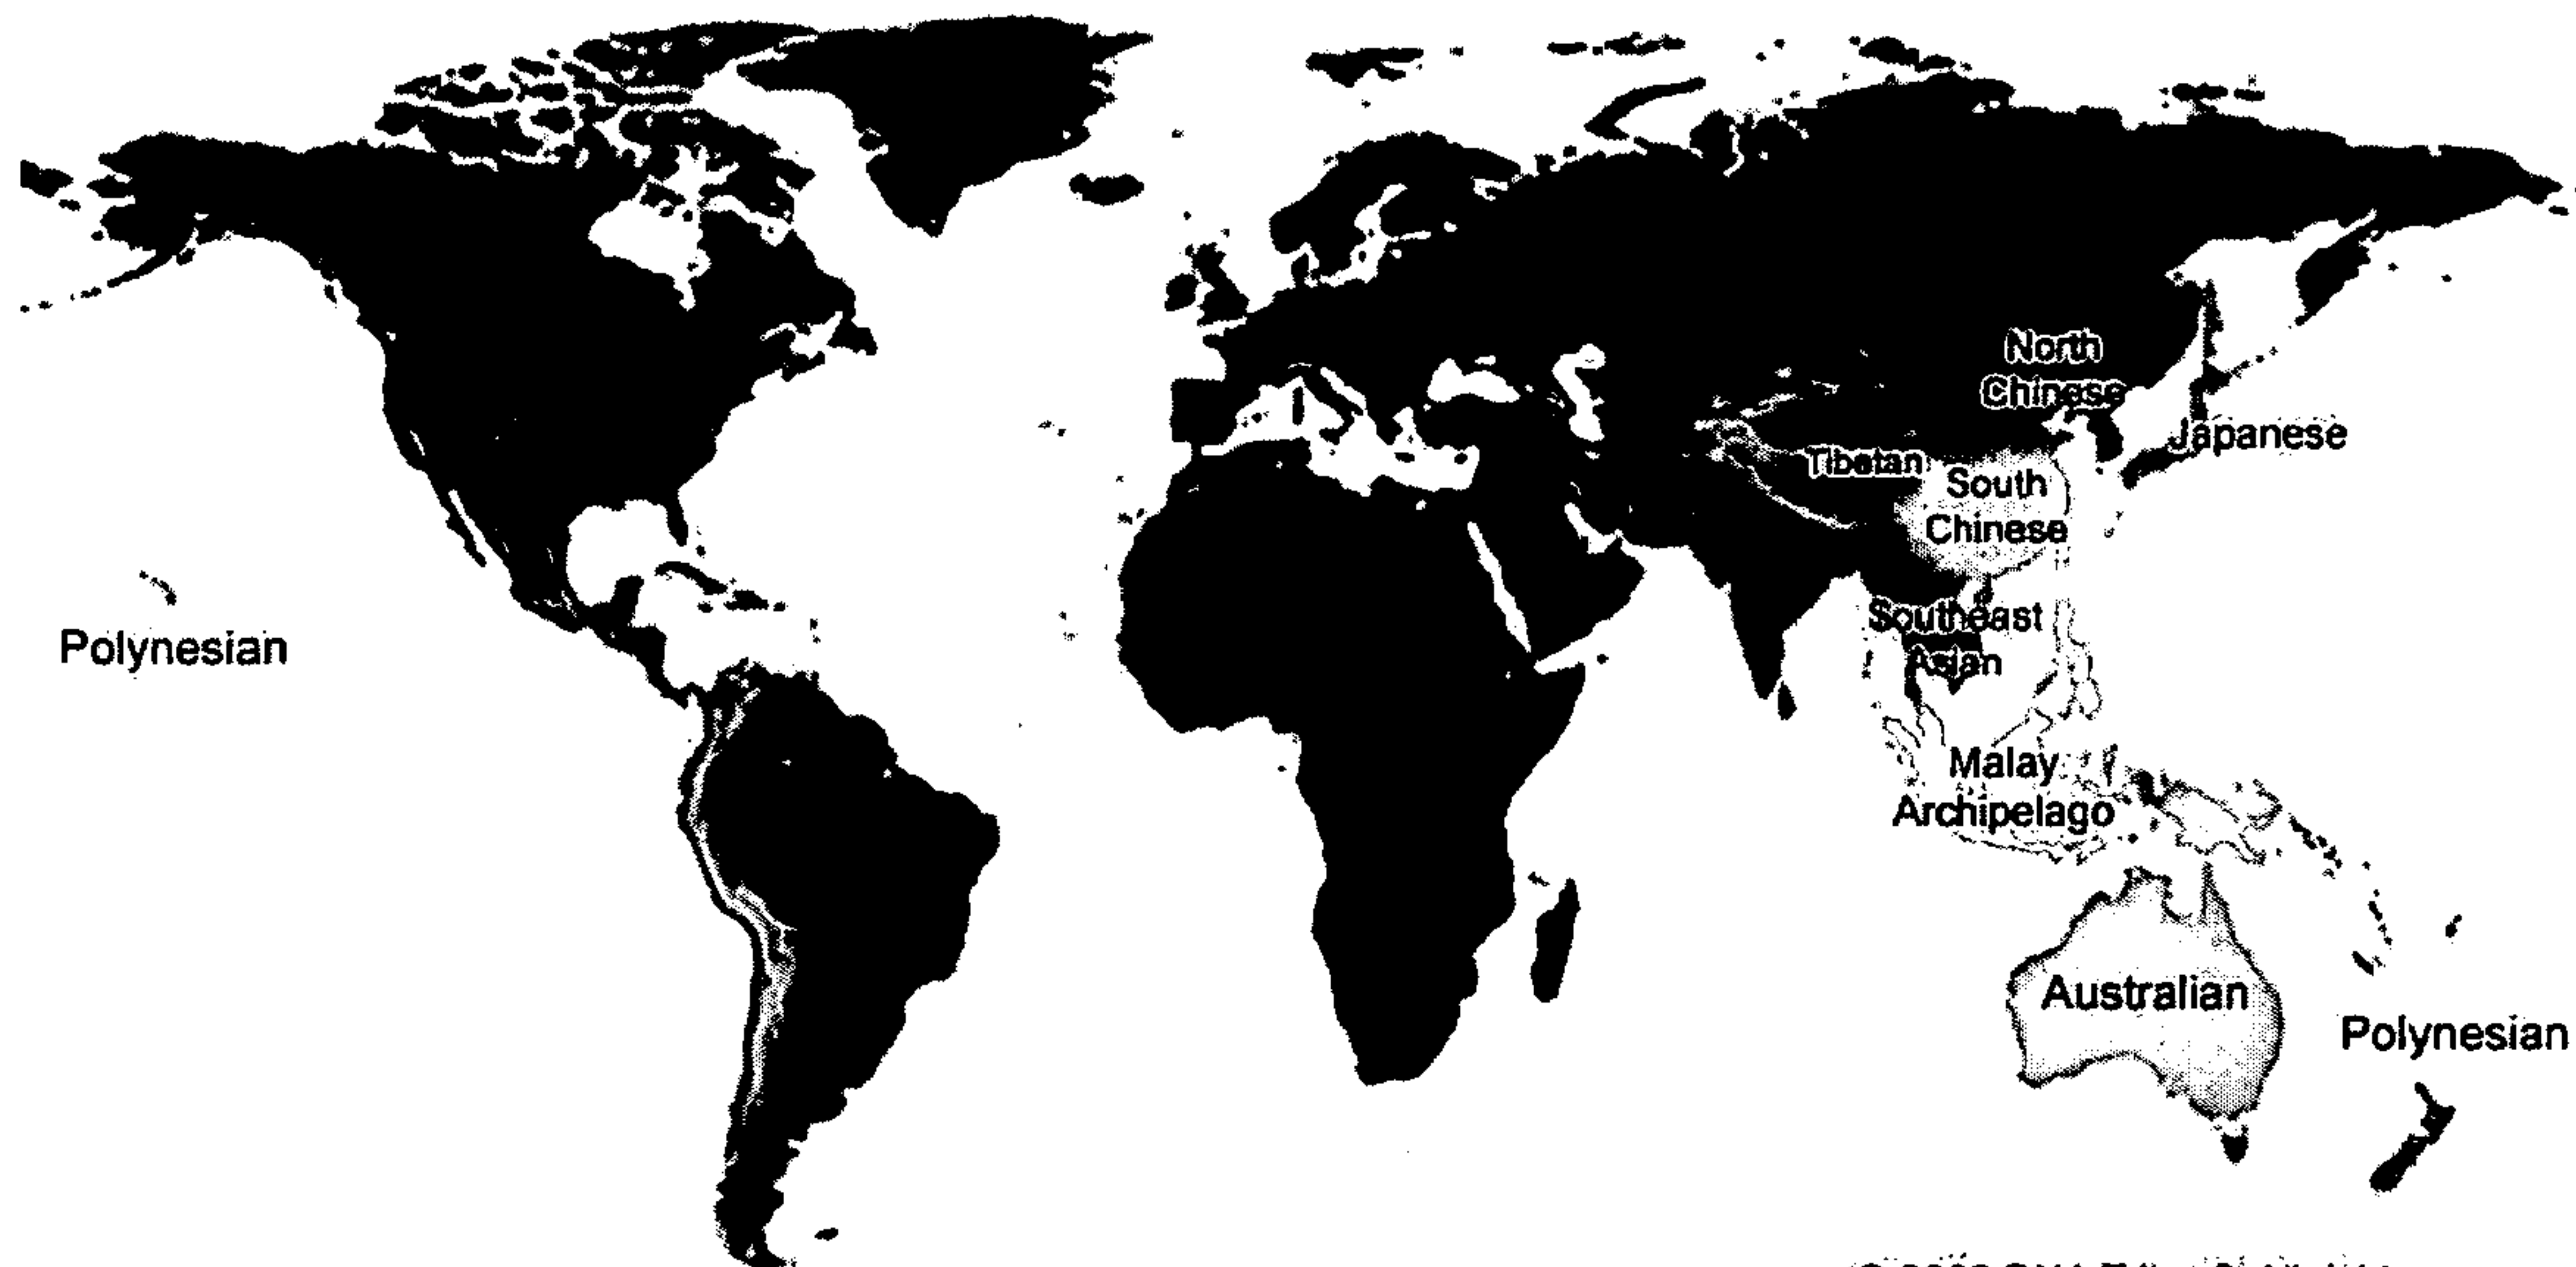 North
Chinese
Japanese
Tibetan
South
Chinese
Southeast
Asian
Polynesian
Malay
Archipelago
Australian
Polynesian